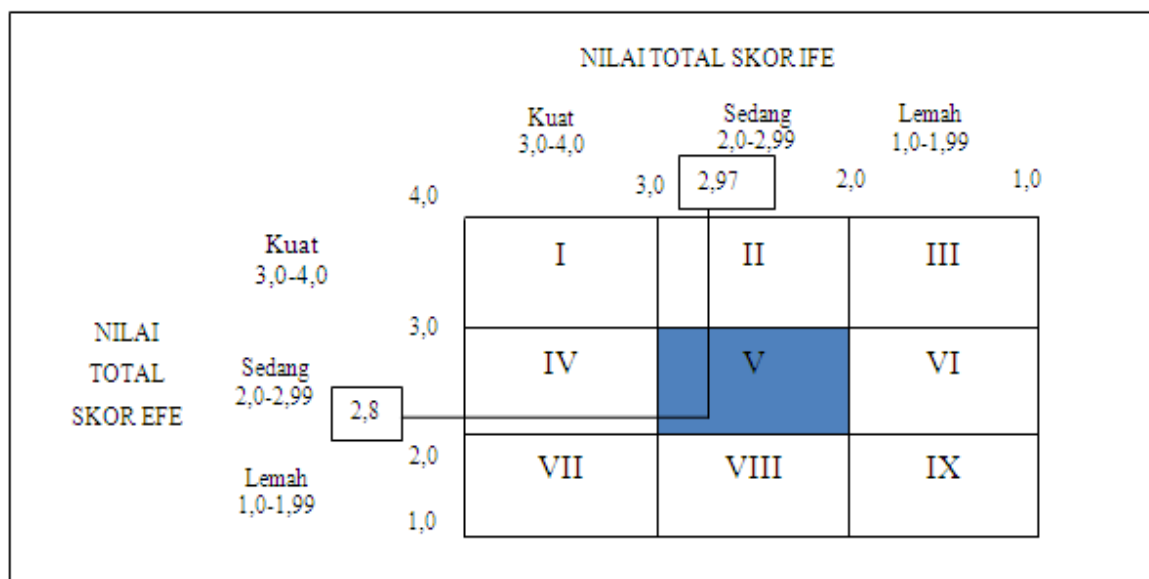 NILAI TOTAL SKOR IFE
Kuat
3,0-4,0
Sedang
2,0-2,99
Lemah
1,0-1,99
4,0
3,0
2,97
2,0
1,0
Kuat
3,0-4,0
I
II
III
NILAI
TOTAL
SKOR EFE
3,0
Sedang
2,0-2,99
2,8
IV
V
VI
2,0
Lemah
1,0-1,99
VII
VIII
IX
1,0